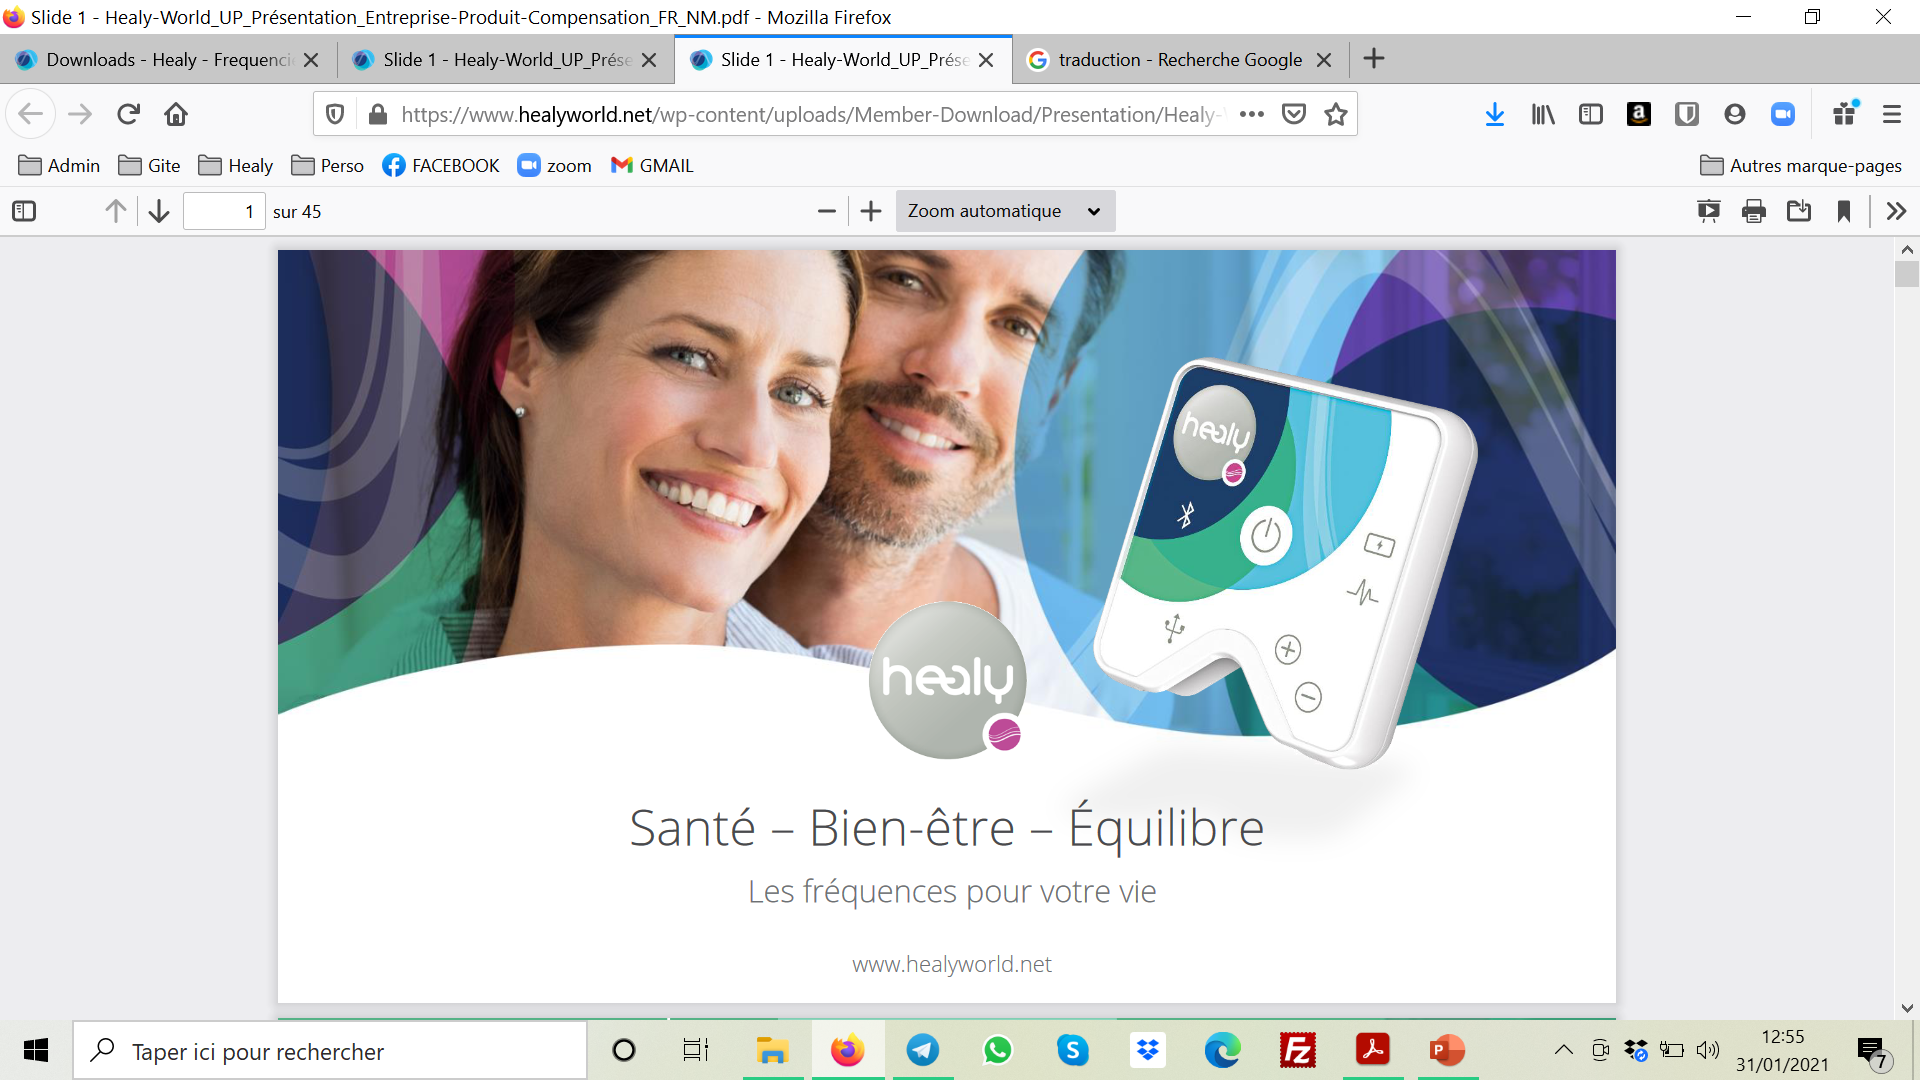 Slide 1 - Healy-World_UP_Présentation_Entreprise-Produit-Compensation_FR_NM.pdf - Mozilla Firefox
Downloads - Healy - Frequenci
Slide 1 - Healy-World_UP_Prése
Slide 1 - Healy-World_UP_Prése
traduction - Recherche Google
https://www.healyworld.net/wp-content/uploads/Member-Download/Presentation/Healy-
Admin
Gite
Healy
Perso
FACEBOOK
zoom
GMAIL
Autres marque-pages
1 sur 45
Zoom automatique
healy
healy
Santé – Bien-être – Équilibre
Les fréquences pour votre vie
www.healyworld.net
Taper ici pour rechercher
12:55
31/01/2021
7